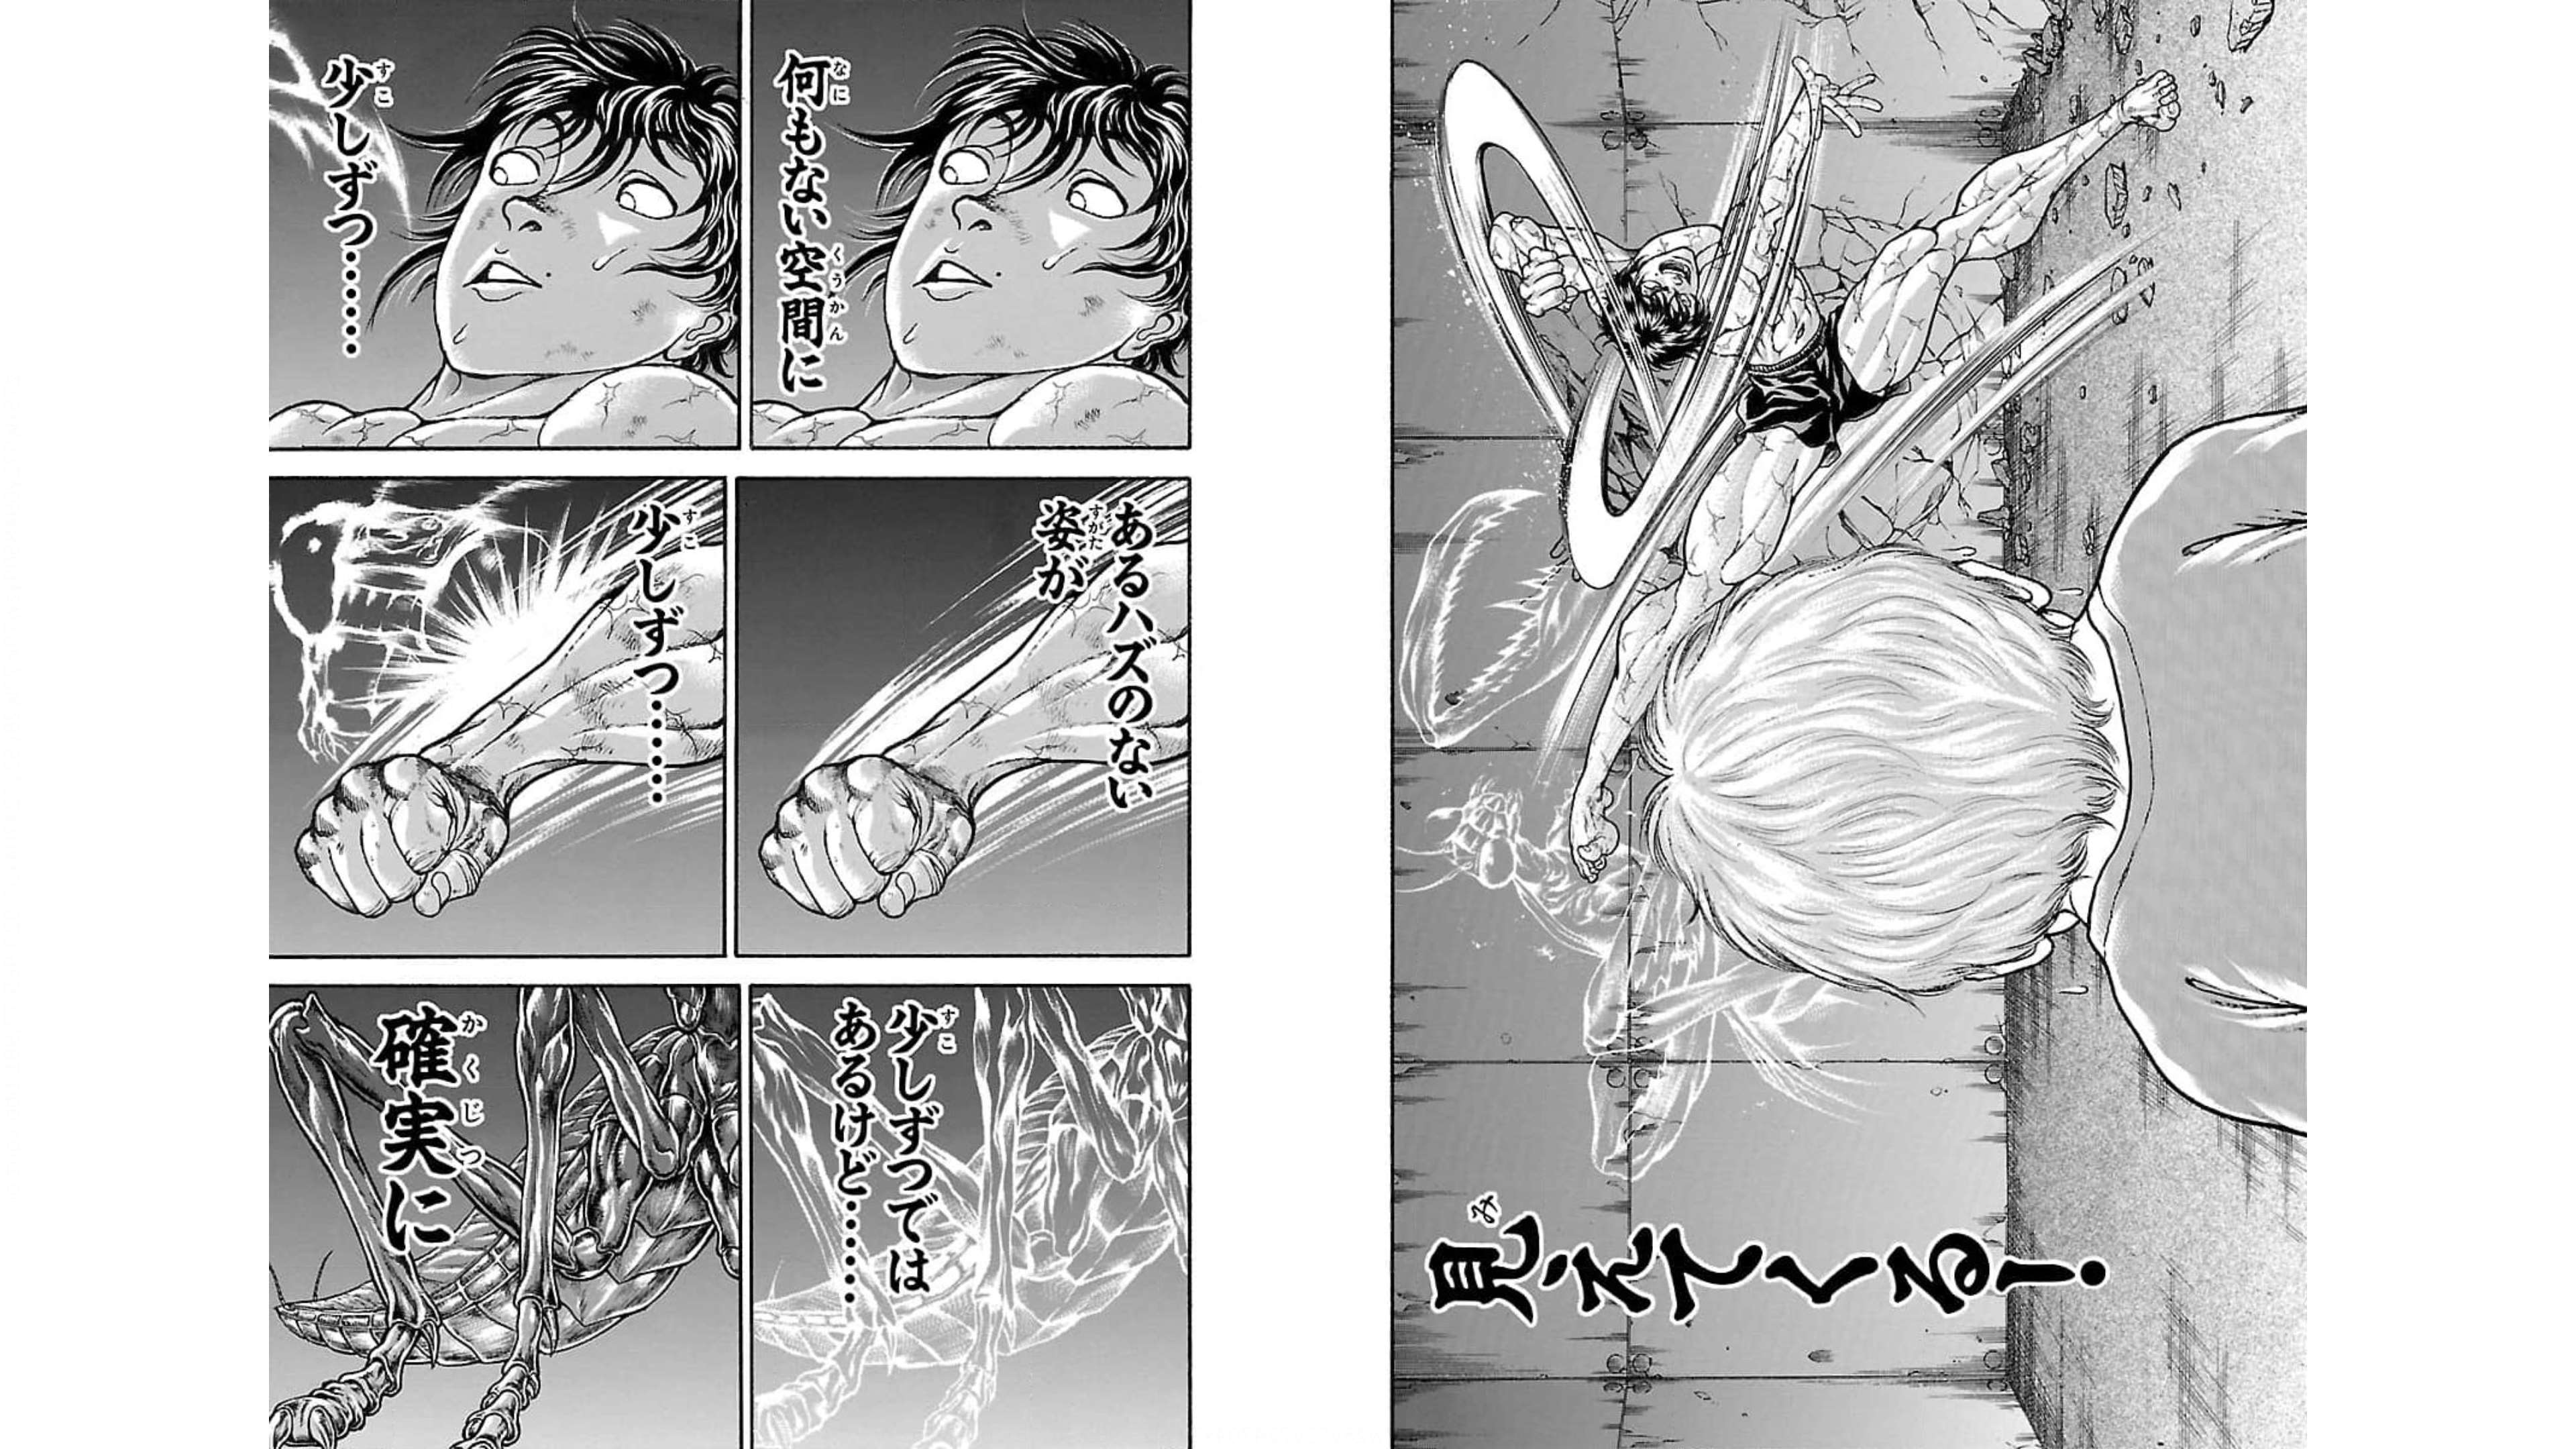 何もない空間に
少しずつ………
あるハズのない
姿が
少しずつ………
少しずつでは
あるけど………
確実に
見えてくる!